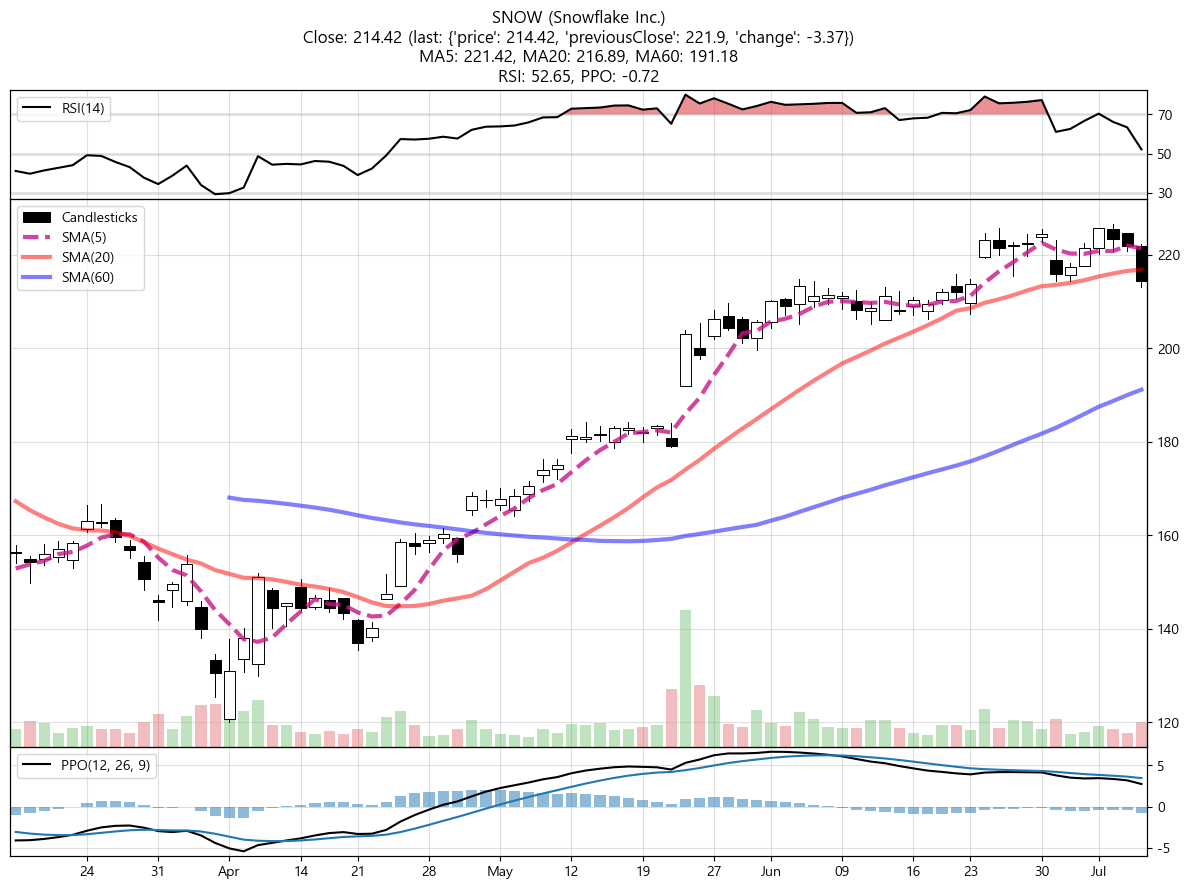 SNOW (Snowflake Inc.)
Close: 214.42 (last: {'price': 214.42, 'previousClose': 221.9, 'change': -3.37})
MA5: 221.42, MA20: 216.89, MA60: 191.18
RSI: 52.65, PPO: -0.72
RSI(14)
70
50
30
Candlesticks
SMA(5)
SMA(20)
SMA(60)
220
200
180
160
140
120
PPO(12, 26, 9)
5
0
-5
24 31 Apr 14 21 28 May 12 19 27 Jun 09 16 23 30 Jul